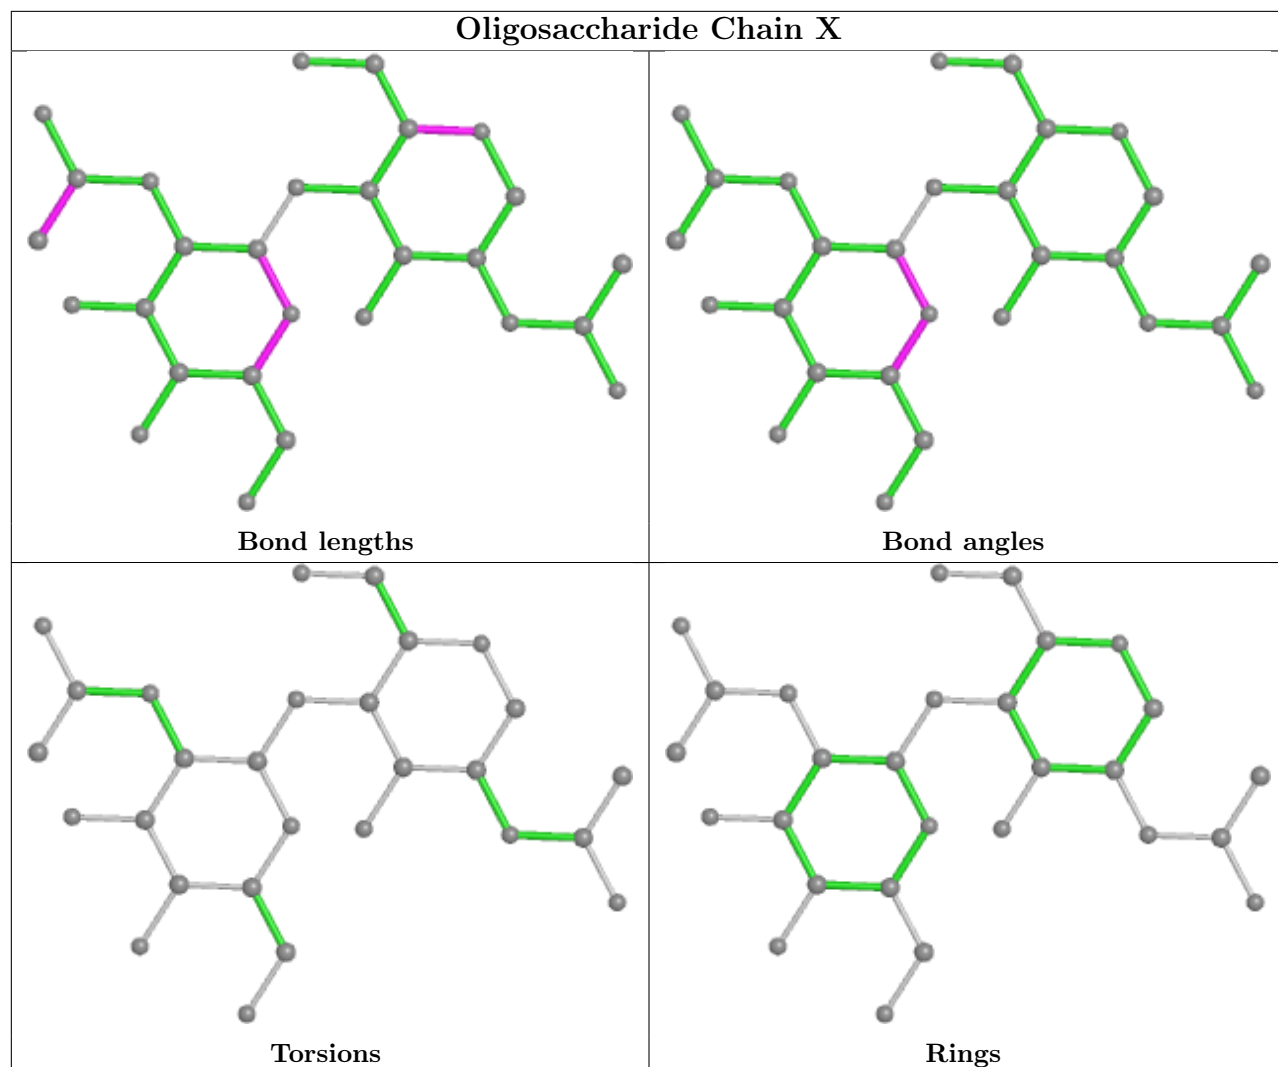 Oligosaccharide Chain X
Bond lengths
Bond angles
Torsions
Rings